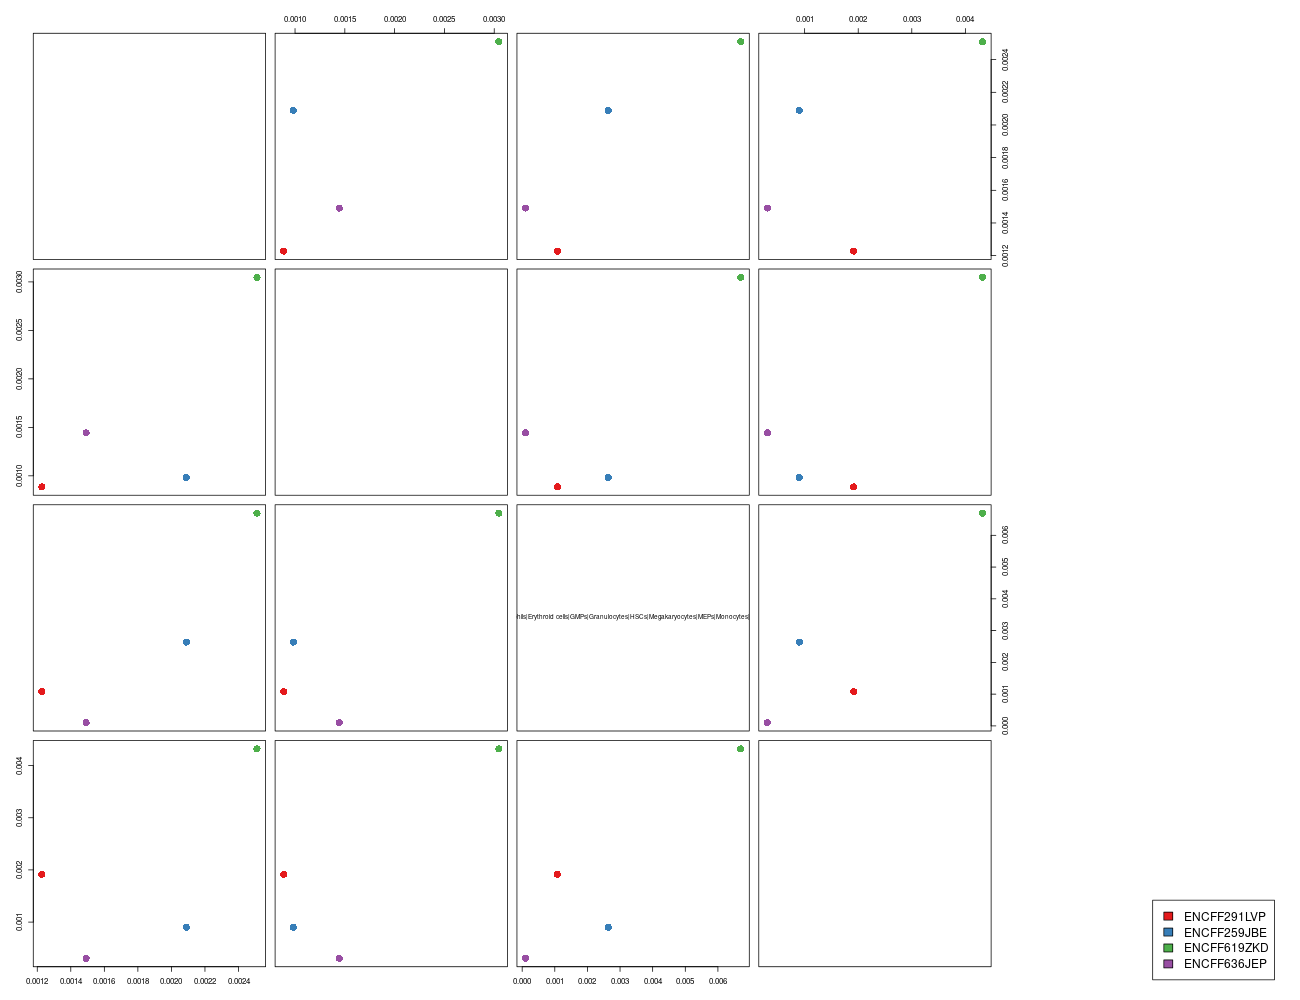 0.0010 0.0015 0.0020 0.0025 0.0030
0.001 0.002 0.003 0.004
0.0012 0.0014 0.0016 0.0018 0.0020 0.0022 0.0024
0.0010 0.0015 0.0020 0.0025 0.0030
hils|Erythroid cells|GMPs|Granulocytes|HSCs|Megakaryocytes|MEPs|Monocytes|
0.000 0.001 0.002 0.003 0.004 0.005 0.006
0.001 0.002 0.003 0.004
0.0012 0.0014 0.0016 0.0018 0.0020 0.0022 0.0024
0.000 0.001 0.002 0.003 0.004 0.005 0.006
ENCFF291LVP
ENCFF259JBE
ENCFF619ZKD
ENCFF636JEP